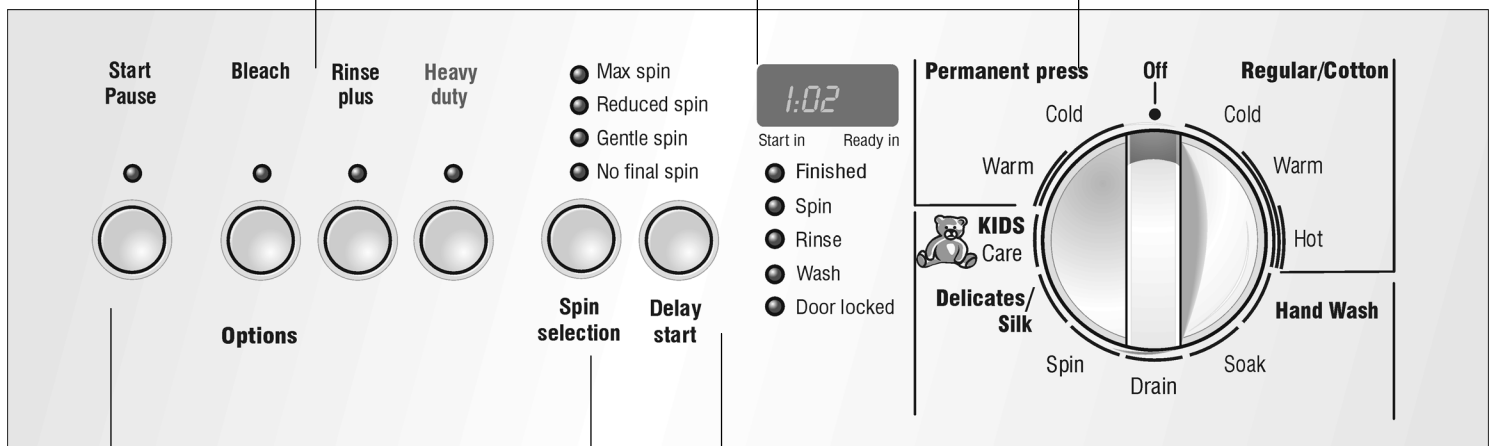 Start
Pause
Bleach
Rinse
plus
Heavy
duty
Options
Max spin
Reduced spin
Gentle spin
No final spin
Spin
selection
Delay
start
1:02
Start in
Ready in
Finished
Spin
Rinse
Wash
Door locked
Permanent press
Off
Regular/Cotton
Cold
Cold
Warm
Warm
KIDS
Care
Hot
Delicates/
Silk
Hand Wash
Spin
Soak
Drain